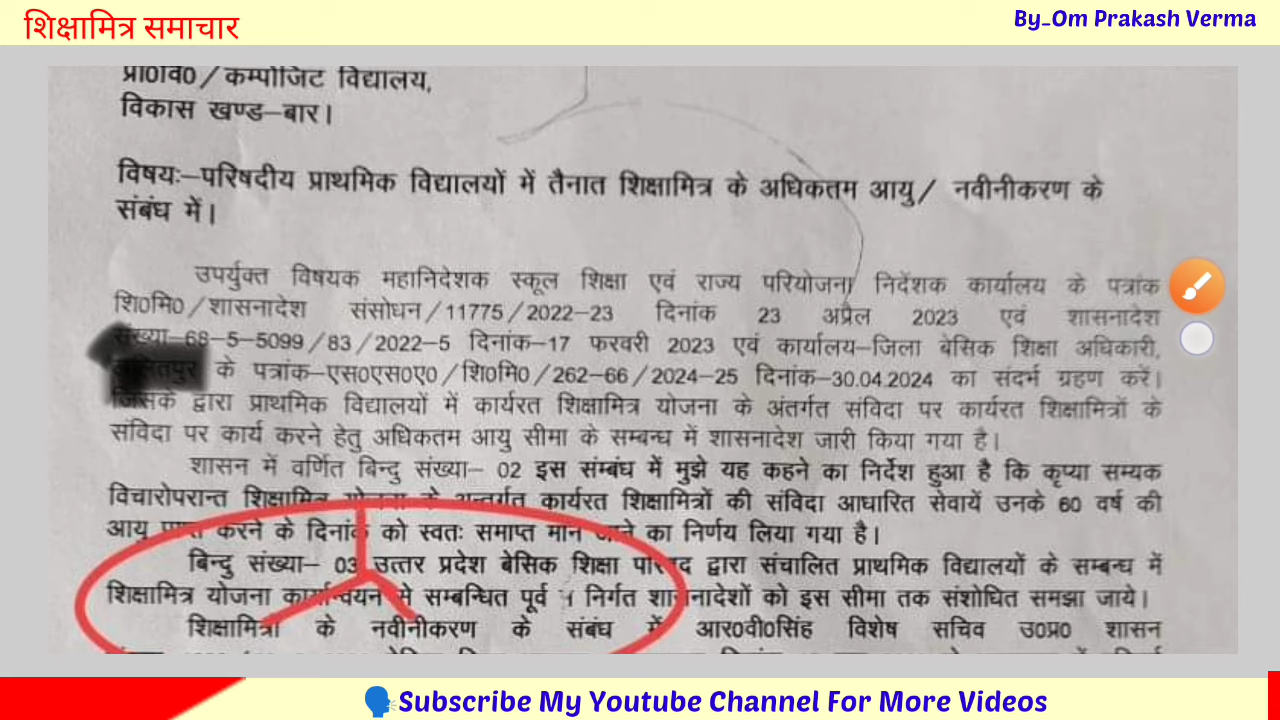 शिक्षामित्र समाचार
By_Om Prakash Verma
प्रा0वि0/कम्पोजिट विद्यालय,
विकास खण्ड–बार।
विषयः–परिषदीय प्राथमिक विद्यालयों में तैनात शिक्षामित्र के अधिकतम आयु/ नवीनीकरण के
संबंध में।
उपर्युक्त विषयक महानिदेशक स्कूल शिक्षा एवं राज्य परियोजना निर्देशक कार्यालय के पत्रांक
शि0मि0/शासनादेश संसोधन/11775/2022–23 दिनांक 23 अप्रैल 2023 एवं शासनादेश
संख्या–68–5–5099/83/2022–5 दिनांक–17 फरवरी 2023 एवं कार्यालय–जिला बेसिक शिक्षा अधिकारी,
के पत्रांक–एस0एस0ए0/शि0मि0/262–66/2024–25 दिनांक–30.04.2024 का संदर्भ ग्रहण करें।
जिसके द्वारा प्राथमिक विद्यालयों में कार्यरत शिक्षामित्र योजना के अंतर्गत संविदा पर कार्यरत शिक्षामित्रों के
संविदा पर कार्य करने हेतु अधिकतम आयु सीमा के सम्बन्ध में शासनादेश जारी किया गया है।
शासन में वर्णित बिन्दु संख्या– 02 इस संम्बंध में मुझे यह कहने का निर्देश हुआ है कि कृप्या सम्यक
विचारोपरान्त शिक्षामित्र योजना के अन्तर्गत कार्यरत शिक्षामित्रों की संविदा आधारित सेवायें उनके 60 वर्ष की
आयु प्राप्त करने के दिनांक को स्वतः समाप्त माने जाने का निर्णय लिया गया है।
बिन्दु संख्या– 03 उत्तर प्रदेश बेसिक शिक्षा परिषद द्वारा संचालित प्राथमिक विद्यालयों के सम्बन्ध में
शिक्षामित्र योजना कार्यान्वयन से सम्बन्धित पूर्व निर्गत शासनादेशों को इस सीमा तक संशोधित समझा जाये।
शिक्षामित्रों के नवीनीकरण के संबंध में आर0वी0सिंह विशेष सचिव उ0प्र0 शासन
🗣Subscribe My Youtube Channel For More Videos